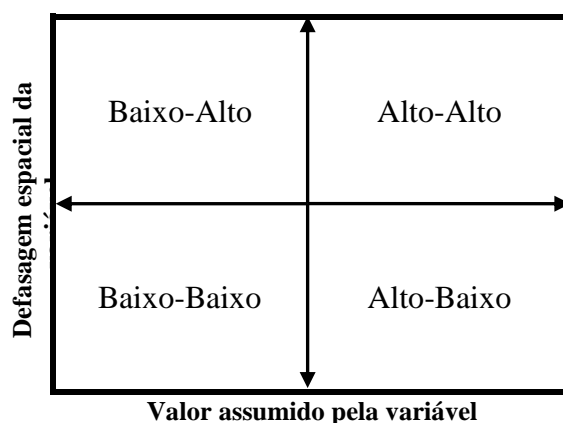 Defasagem espacial da
Baixo-Alto
Alto-Alto
Baixo-Baixo
Alto-Baixo
Valor assumido pela variável